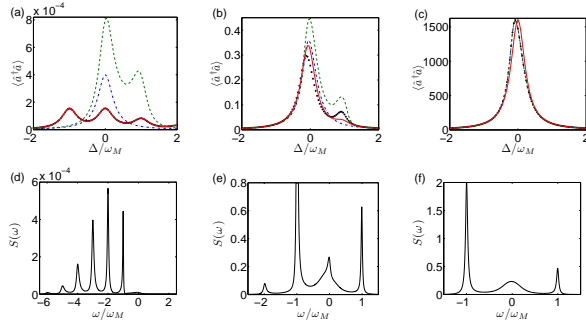 (a) x 10⁻⁴
8
6
4
2
0
−2 0 2
⟨â†â⟩
Δ/ω_M
(b)
0.4
0.3
0.2
0.1
0
−2 0 2
⟨â†â⟩
Δ/ω_M
(c)
1500
1000
500
0
−2 0 2
⟨â†â⟩
Δ/ω_M
(d) x 10⁻⁴
6
4
2
0
−6 −4 −2 0 2
S(ω)
ω/ω_M
(e)
0.8
0.6
0.4
0.2
0
−2 −1 0 1
S(ω)
ω/ω_M
(f)
2
1.5
1
0.5
0
−1 0 1
S(ω)
ω/ω_M